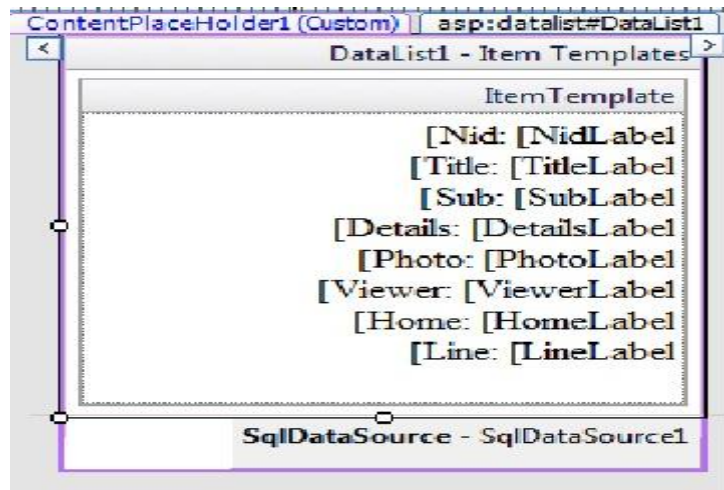 ContentPlaceHolder1 (Custom) asp:datalist#DataList1
< >
DataList1 - Item Templates
ItemTemplate
[Nid: [NidLabel
[Title: [TitleLabel
[Sub: [SubLabel
[Details: [DetailsLabel
[Photo: [PhotoLabel
[Viewer: [ViewerLabel
[Home: [HomeLabel
[Line: [LineLabel
SqlDataSource - SqlDataSource1